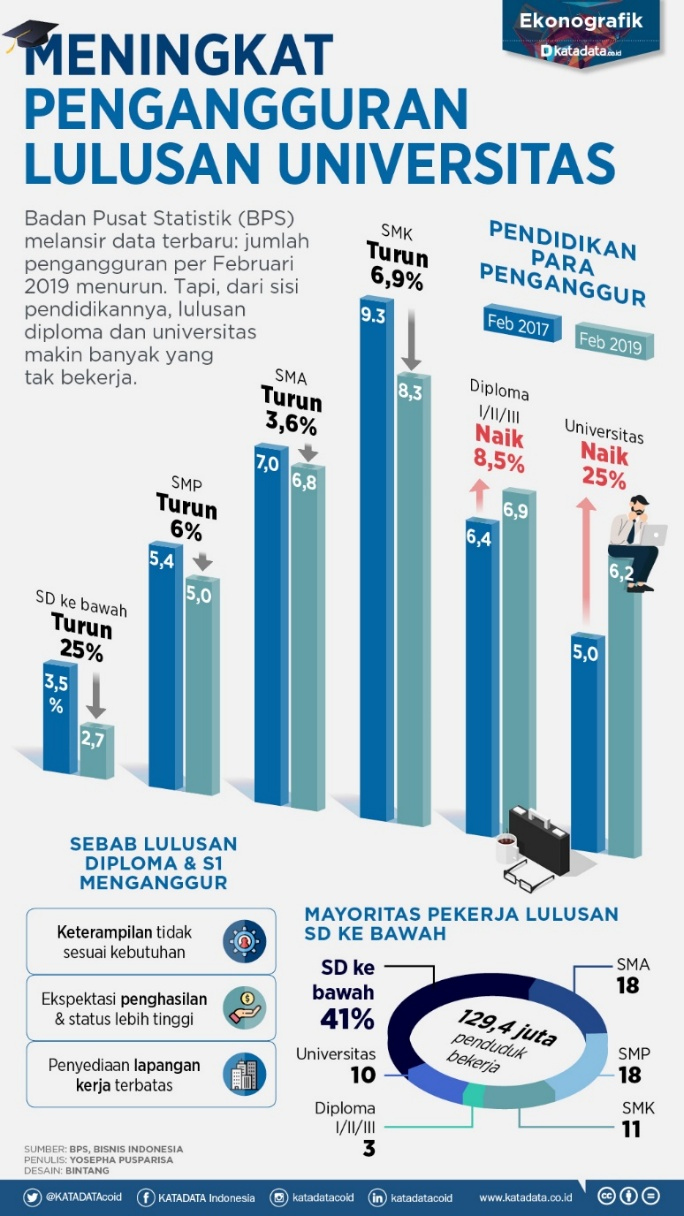 Ekonografik
katadata.co.id
MENINGKAT
PENGANGGURAN
LULUSAN UNIVERSITAS
Badan Pusat Statistik (BPS)
melansir data terbaru: jumlah
pengangguran per Februari
2019 menurun. Tapi, dari sisi
pendidikannya, lulusan
diploma dan universitas
makin banyak yang
tak bekerja.
PENDIDIKAN
PARA
PENGANGGUR
Feb 2017
Feb 2019
SD ke bawah
Turun
25%
3,5
%
2,7
SMP
Turun
6%
5,4
5,0
SMA
Turun
3,6%
7,0
6,8
SMK
Turun
6,9%
9.3
8,3
Diploma
I/II/III
Naik
8,5%
6,4
6,9
Universitas
Naik
25%
5,0
6,2
SEBAB LULUSAN
DIPLOMA & S1
MENGANGGUR
Keterampilan tidak
sesuai kebutuhan
Ekspektasi penghasilan
& status lebih tinggi
Penyediaan lapangan
kerja terbatas
MAYORITAS PEKERJA LULUSAN
SD KE BAWAH
SD ke
bawah
41%
Universitas
10
Diploma
I/II/III
3
129,4 juta
penduduk
bekerja
SMA
18
SMP
18
SMK
11
SUMBER: BPS, BISNIS INDONESIA
PENULIS: YOSEPHA PUSPARISA
DESAIN: BINTANG
@KATADATAcoid
KATADATA Indonesia
katadatacoid
katadatacoid
www.katadata.co.id